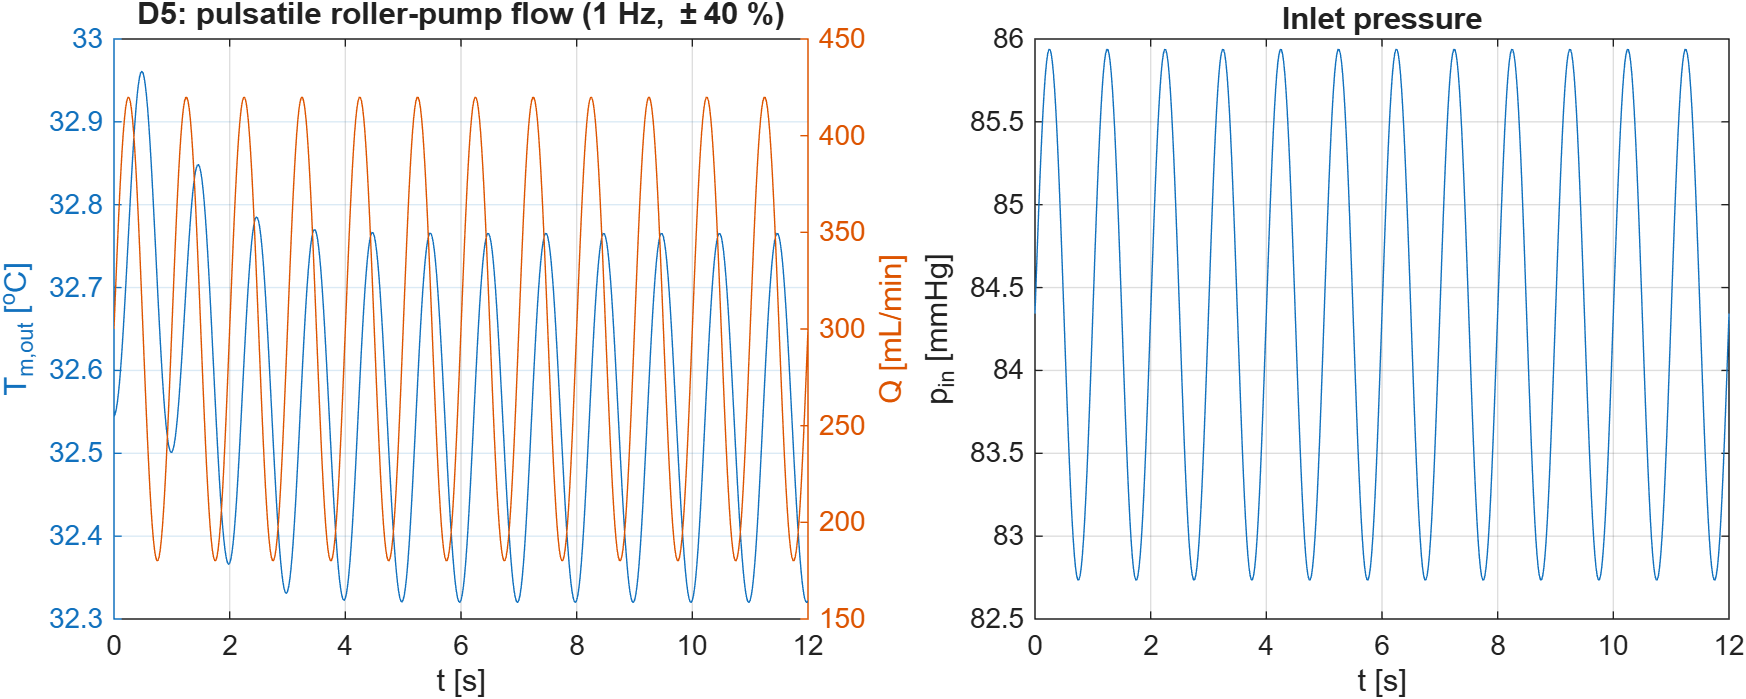 D5: pulsatile roller-pump flow (1 Hz, ± 40 %)
33
32.9
32.8
32.7
32.6
32.5
32.4
32.3
T_m,out [°C]
450
400
350
300
250
200
150
Q [mL/min]
0 2 4 6 8 10 12
t [s]
Inlet pressure
86
85.5
85
84.5
84
83.5
83
82.5
p_in [mmHg]
0 2 4 6 8 10 12
t [s]